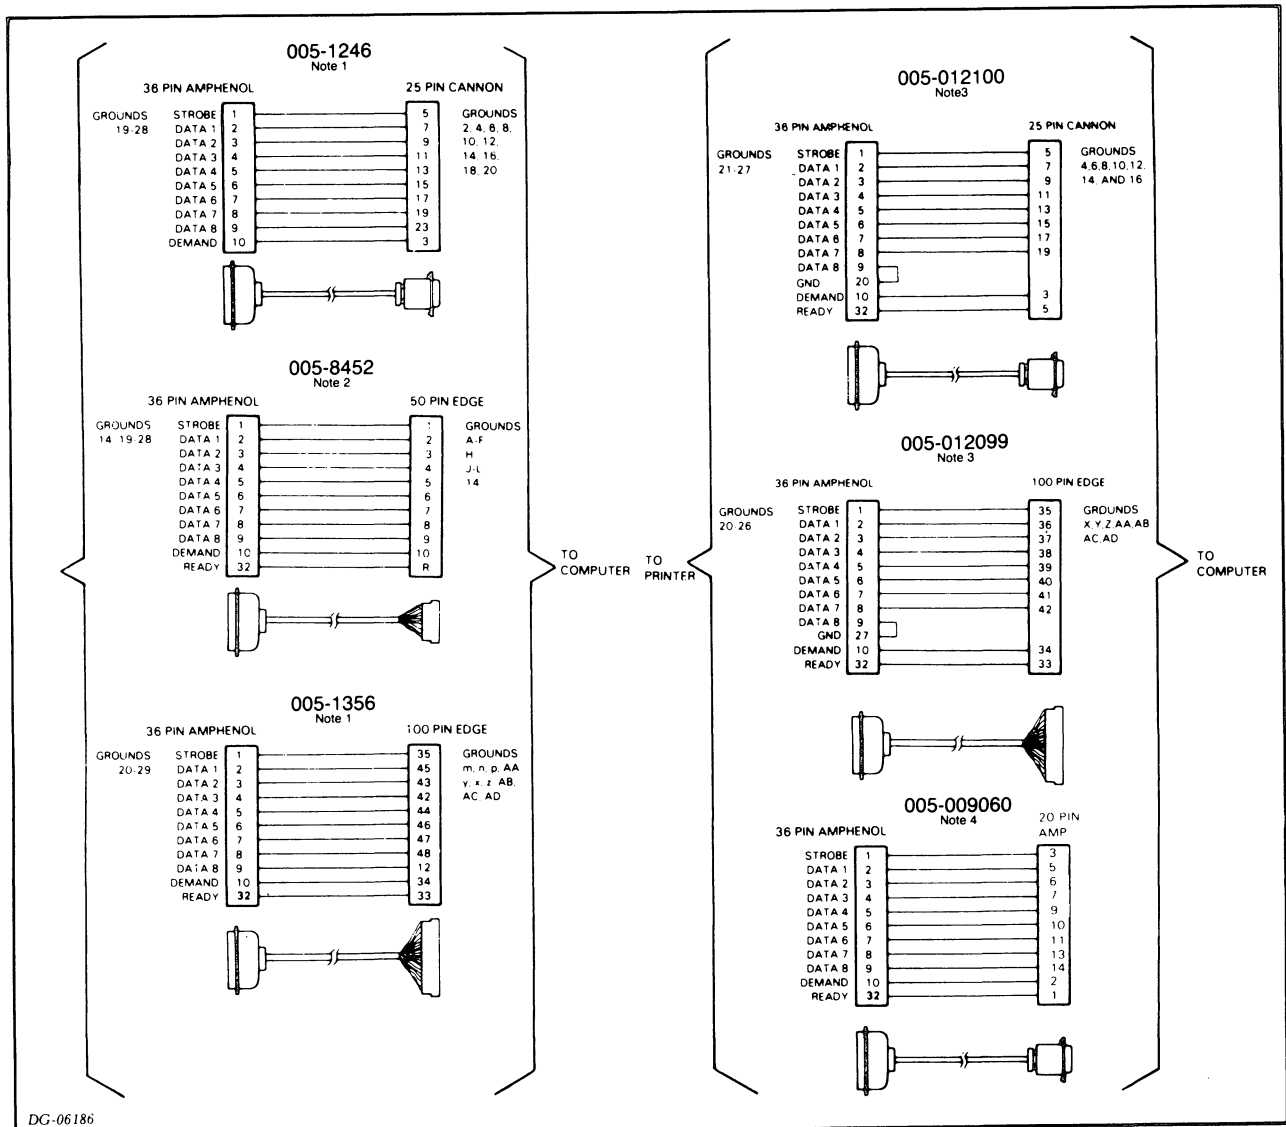 005-1246
Note 1
36 PIN AMPHENOL 25 PIN CANNON
GROUNDS STROBE 1 5 GROUNDS
19-28 DATA 1 2 7 2, 4, 6, 8,
DATA 2 3 9 10, 12,
DATA 3 4 11 14, 16,
DATA 4 5 13 18, 20
DATA 5 6 15
DATA 6 7 17
DATA 7 8 19
DATA 8 9 23
DEMAND 10 3
005-8452
Note 2
36 PIN AMPHENOL 50 PIN EDGE
GROUNDS STROBE 1 1 GROUNDS
14 19-28 DATA 1 2 2 A-F
DATA 2 3 3 H
DATA 3 4 4 J-L
DATA 4 5 5 14
DATA 5 6 6
DATA 6 7 7
DATA 7 8 8
DATA 8 9 9
DEMAND 10 10
READY 32 R
005-1356
Note 1
36 PIN AMPHENOL 100 PIN EDGE
GROUNDS STROBE 1 35 GROUNDS
20-29 DATA 1 2 45 m, n, p, AA
DATA 2 3 43 y, x, z AB,
DATA 3 4 42 AC, AD
DATA 4 5 44
DATA 5 6 46
DATA 6 7 47
DATA 7 8 48
DATA 8 9 12
DEMAND 10 34
READY 32 33
TO
COMPUTER
TO
PRINTER
005-012100
Note3
36 PIN AMPHENOL 25 PIN CANNON
GROUNDS STROBE 1 5 GROUNDS
21-27 DATA 1 2 7 4,6,8,10,12,
DATA 2 3 9 14, AND 16
DATA 3 4 11
DATA 4 5 13
DATA 5 6 15
DATA 6 7 17
DATA 7 8 19
DATA 8 9
GND 20
DEMAND 10 3
READY 32 5
005-012099
Note 3
36 PIN AMPHENOL 100 PIN EDGE
GROUNDS STROBE 1 35 GROUNDS
20-26 DATA 1 2 36 X,Y,Z,AA,AB
DATA 2 3 37 AC,AD
DATA 3 4 38
DATA 4 5 39
DATA 5 6 40
DATA 6 7 41
DATA 7 8 42
DATA 8 9
GND 27
DEMAND 10 34
READY 32 33
005-009060
Note 4
36 PIN AMPHENOL 20 PIN
AMP
STROBE 1 3
DATA 1 2 5
DATA 2 3 6
DATA 3 4 7
DATA 4 5 9
DATA 5 6 10
DATA 6 7 11
DATA 7 8 13
DATA 8 9 14
DEMAND 10 2
READY 32 1
TO
COMPUTER
DG-06186